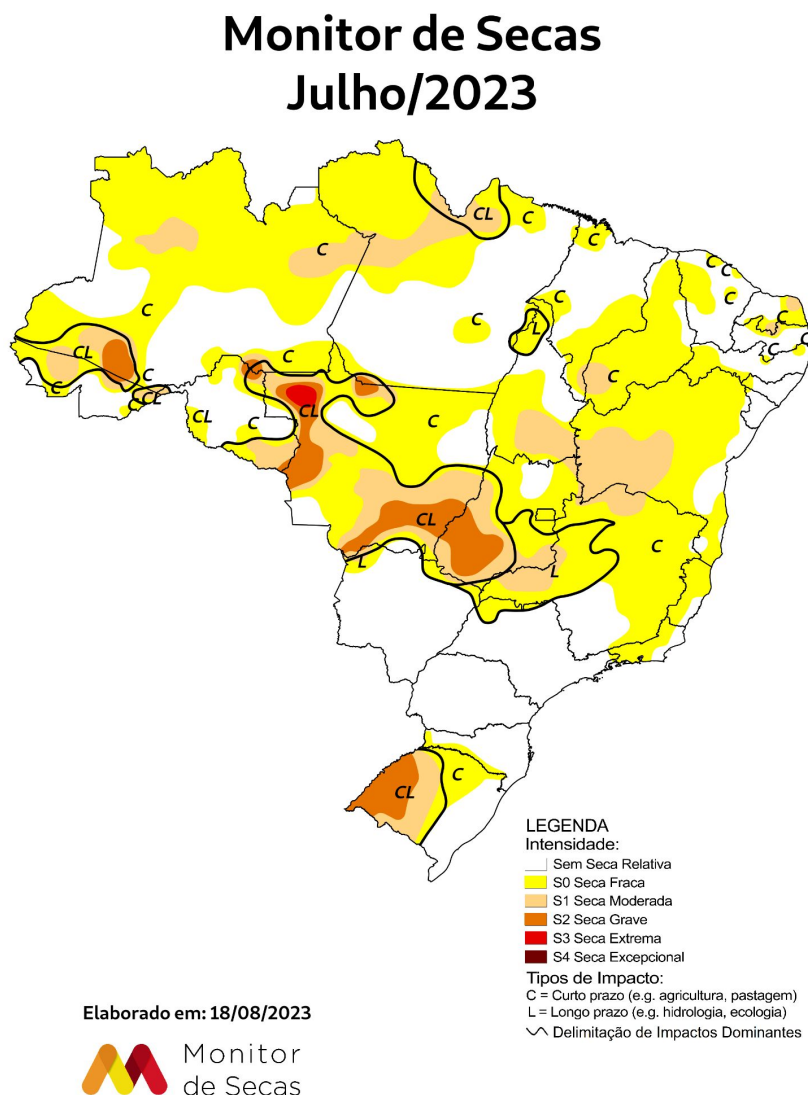 Monitor de Secas
Julho/2023
CL
C
C
C
C
C
C
C
C
C
C
CL
C
L
C
C
C
C
C
CL
C
C
C
CL
CL
C
CL
C
CL
C
L
L
C
CL
LEGENDA
Intensidade:
Sem Seca Relativa
S0 Seca Fraca
S1 Seca Moderada
S2 Seca Grave
S3 Seca Extrema
S4 Seca Excepcional
Tipos de Impacto:
C = Curto prazo (e.g. agricultura, pastagem)
L = Longo prazo (e.g. hidrologia, ecologia)
Delimitação de Impactos Dominantes
Elaborado em: 18/08/2023
Monitor
de Secas